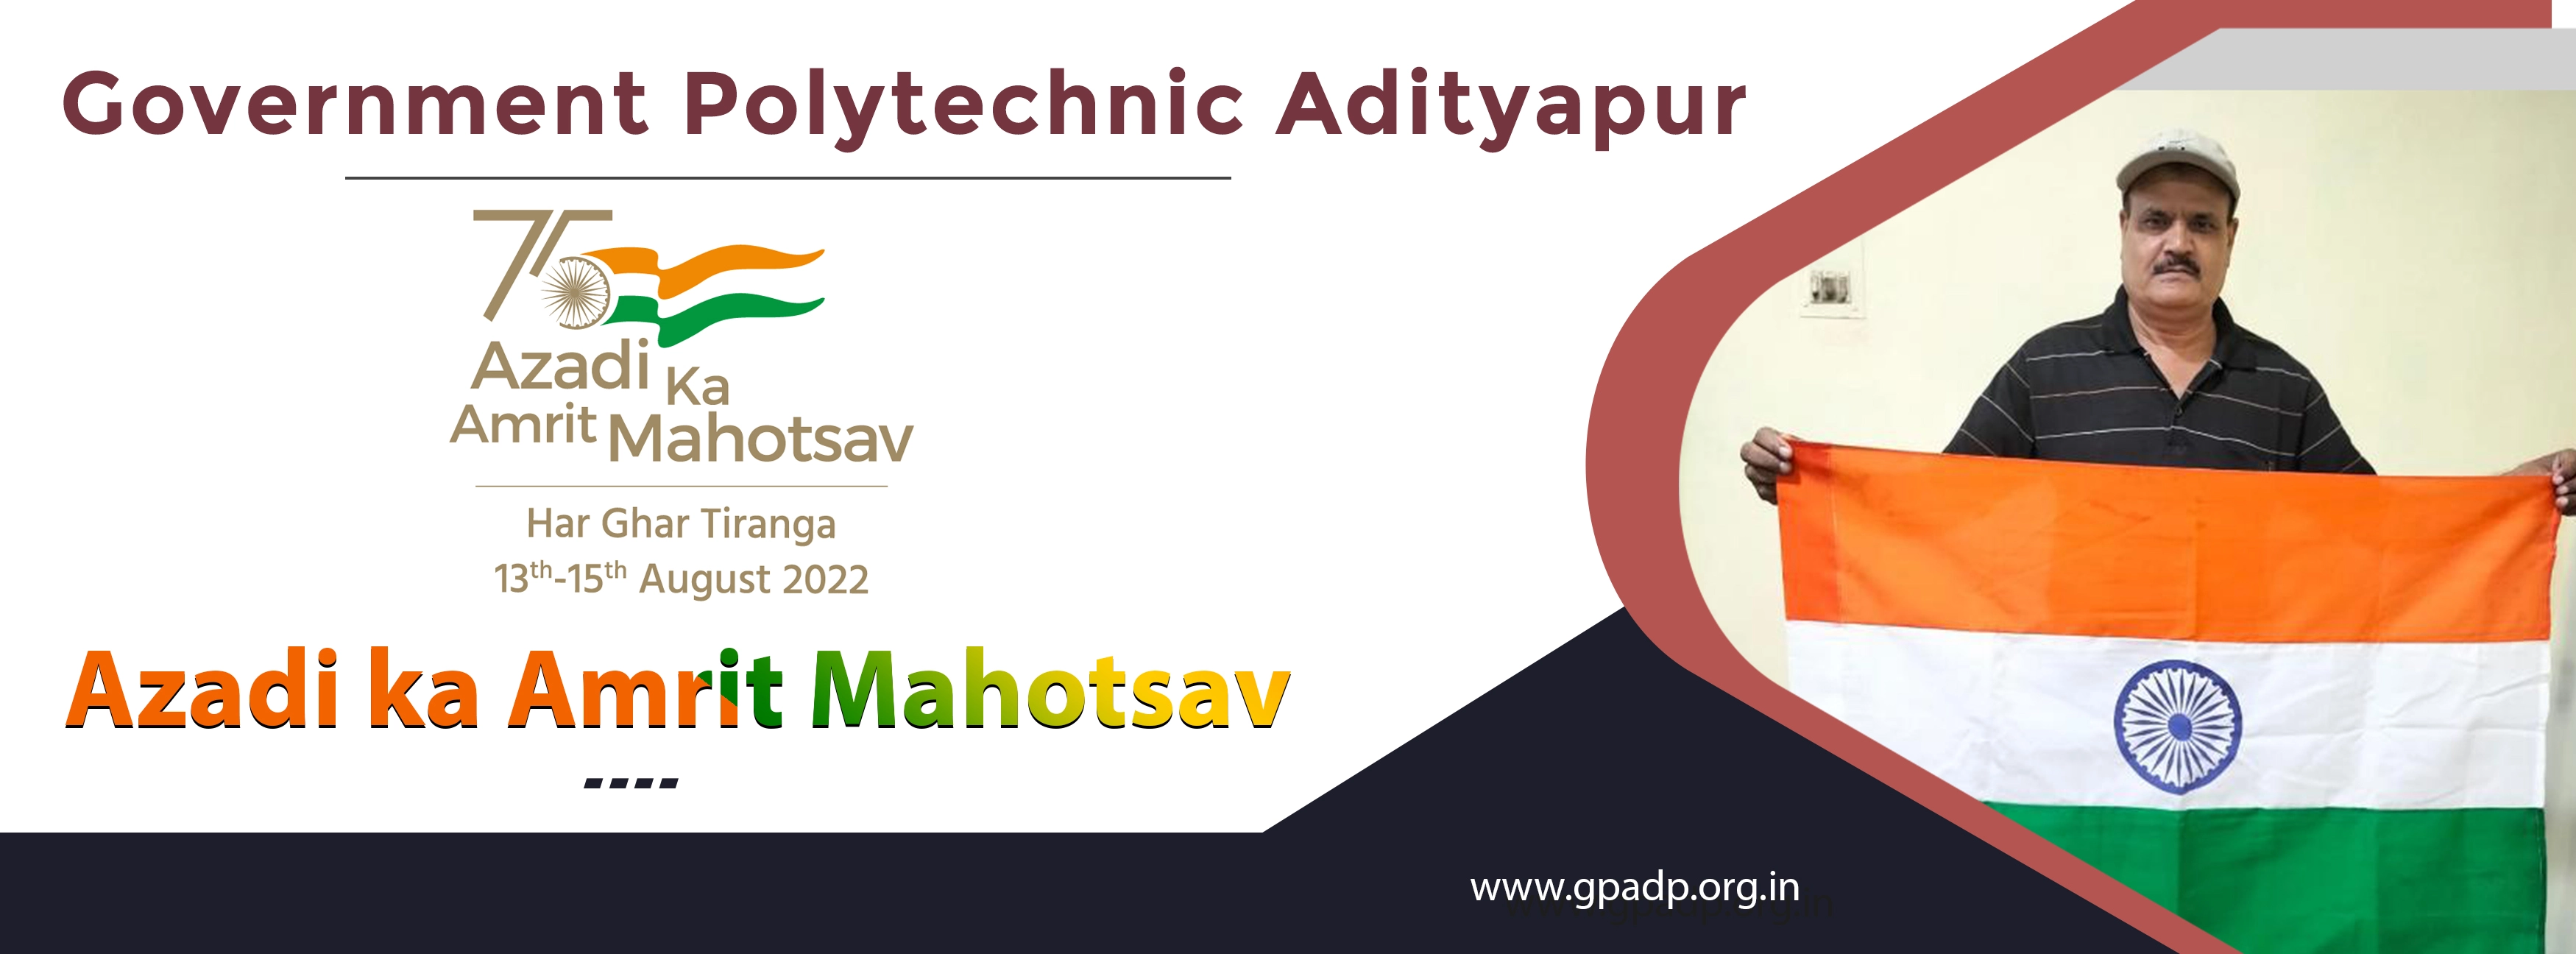 Government Polytechnic Adityapur
75
Azadi Ka
Amrit Mahotsav
Har Ghar Tiranga
13th-15th August 2022
Azadi ka Amrit Mahotsav
www.gpadp.org.in